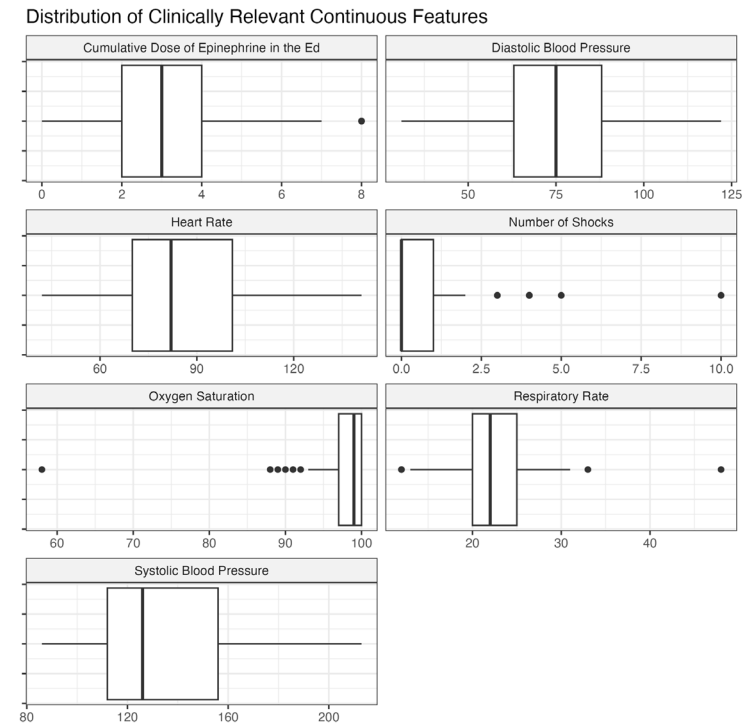 Distribution of Clinically Relevant Continuous Features
Cumulative Dose of Epinephrine in the Ed
0 2 4 6 8
Diastolic Blood Pressure
50 75 100 125
Heart Rate
60 90 120
Number of Shocks
0.0 2.5 5.0 7.5 10.0
Oxygen Saturation
60 70 80 90 100
Respiratory Rate
20 30 40
Systolic Blood Pressure
80 120 160 200